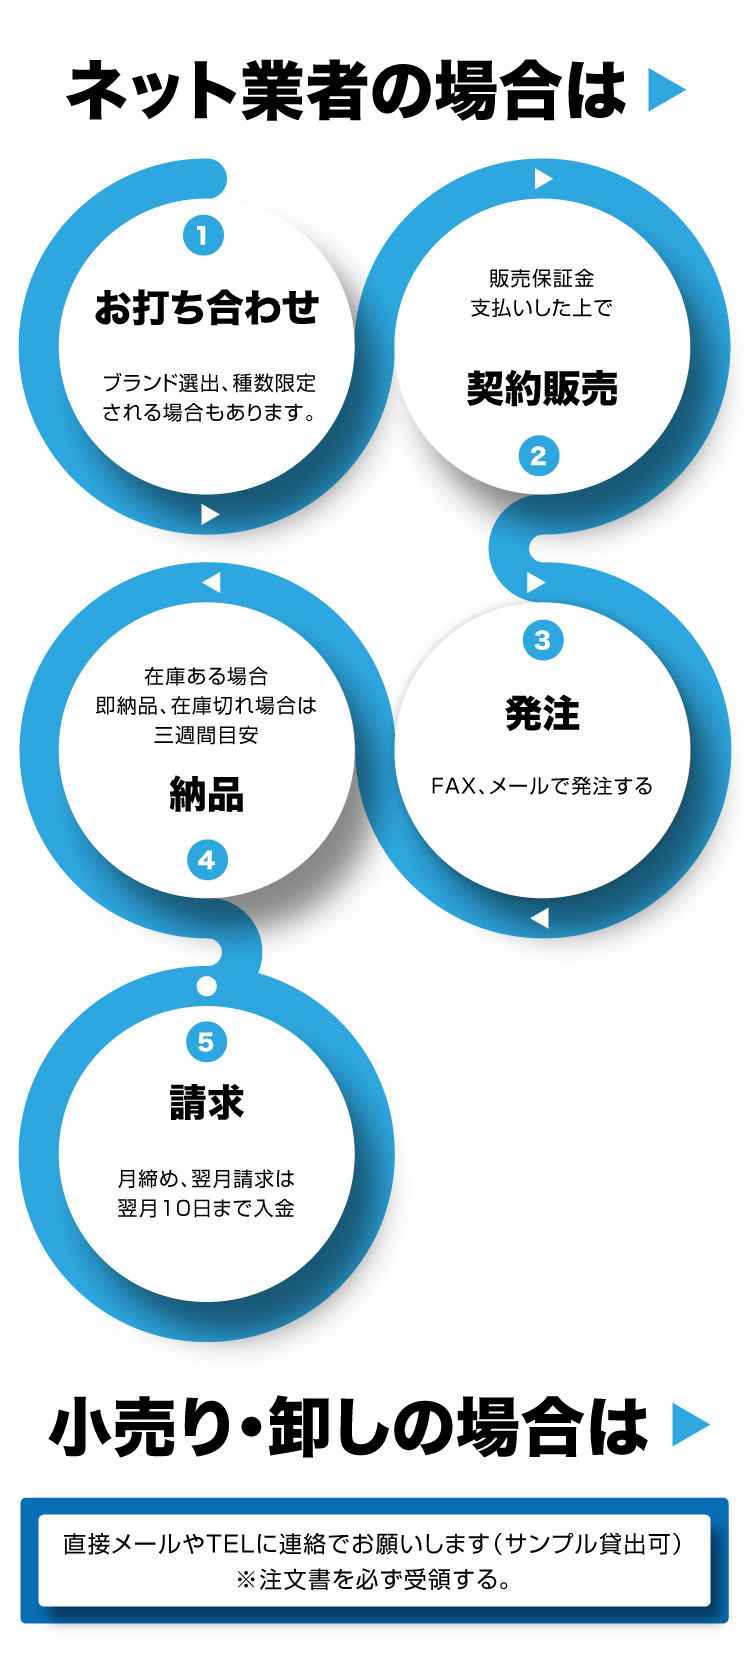 ネット業者の場合は
1
お打ち合わせ
ブランド選出、種数限定
される場合もあります。
販売保証金
支払いした上で
契約販売
2
3
発注
FAX、メールで発注する
在庫ある場合
即納品、在庫切れ場合は
三週間目安
納品
4
5
請求
月締め、翌月請求は
翌月10日まで入金
小売り・卸しの場合は
直接メールやTELに連絡でお願いします（サンプル貸出可）
※注文書を必ず受領する。